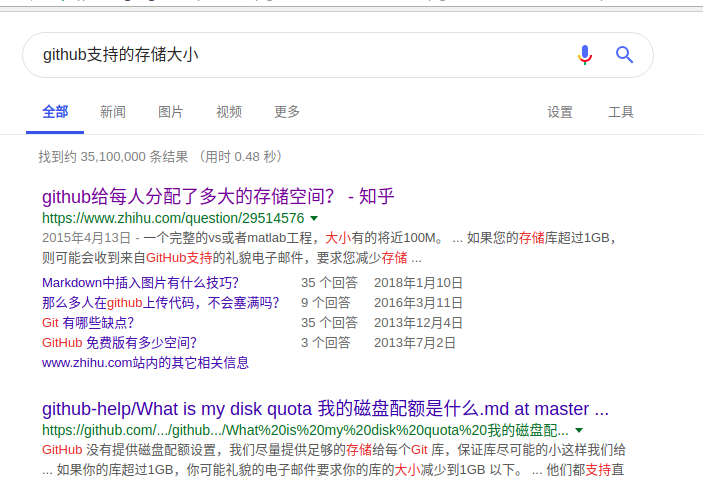 github支持的存储大小
全部 新闻 图片 视频 更多 设置 工具
找到约 35,100,000 条结果 （用时 0.48 秒）
github给每人分配了多大的存储空间？ - 知乎
https://www.zhihu.com/question/29514576
2015年4月13日 - 一个完整的vs或者matlab工程，大小有的将近100M。 ... 如果您的存储库超过1GB，
则可能会收到来自GitHub支持的礼貌电子邮件，要求您减少存储 ...
Markdown中插入图片有什么技巧? 35 个回答 2018年1月10日
那么多人在github上传代码，不会塞满吗? 9 个回答 2016年3月11日
Git 有哪些缺点? 35 个回答 2013年12月4日
GitHub 免费版有多少空间? 3 个回答 2013年7月2日
www.zhihu.com站内的其它相关信息
github-help/What is my disk quota 我的磁盘配额是什么.md at master ...
https://github.com/.../github.../What%20is%20my%20disk%20quota%20我的磁盘配...
GitHub 没有提供磁盘配额设置，我们尽量提供足够的存储给每个Git 库，保证库尽可能的小这样我们给
... 如果你的库超过1GB，你可能礼貌的电子邮件要求你的库的大小减少到1GB 以下。 ... 他们都支持直